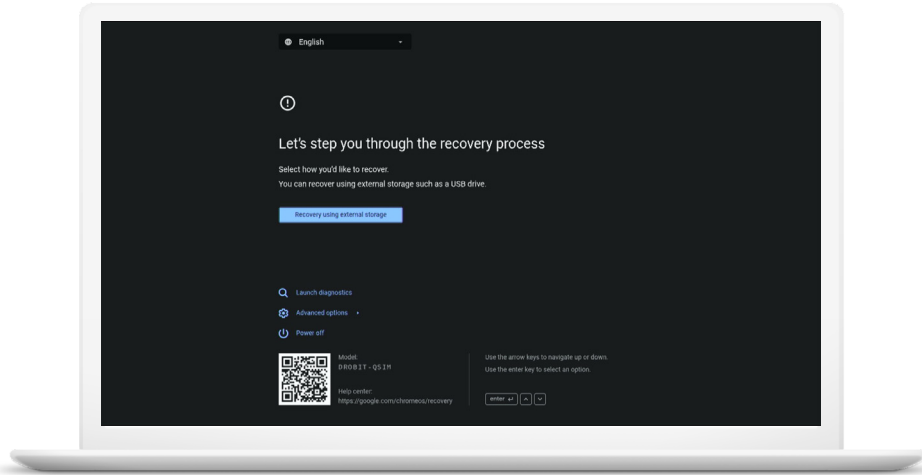 English
Let's step you through the recovery process
Select how you'd like to recover.
You can recover using external storage such as a USB drive.
Recovery using external storage
Launch diagnostics
Advanced options
Power off
Model:
DROBIT-QSIM
Help center:
https://google.com/chromeos/recovery
Use the arrow keys to navigate up or down.
Use the enter key to select an option.
enter